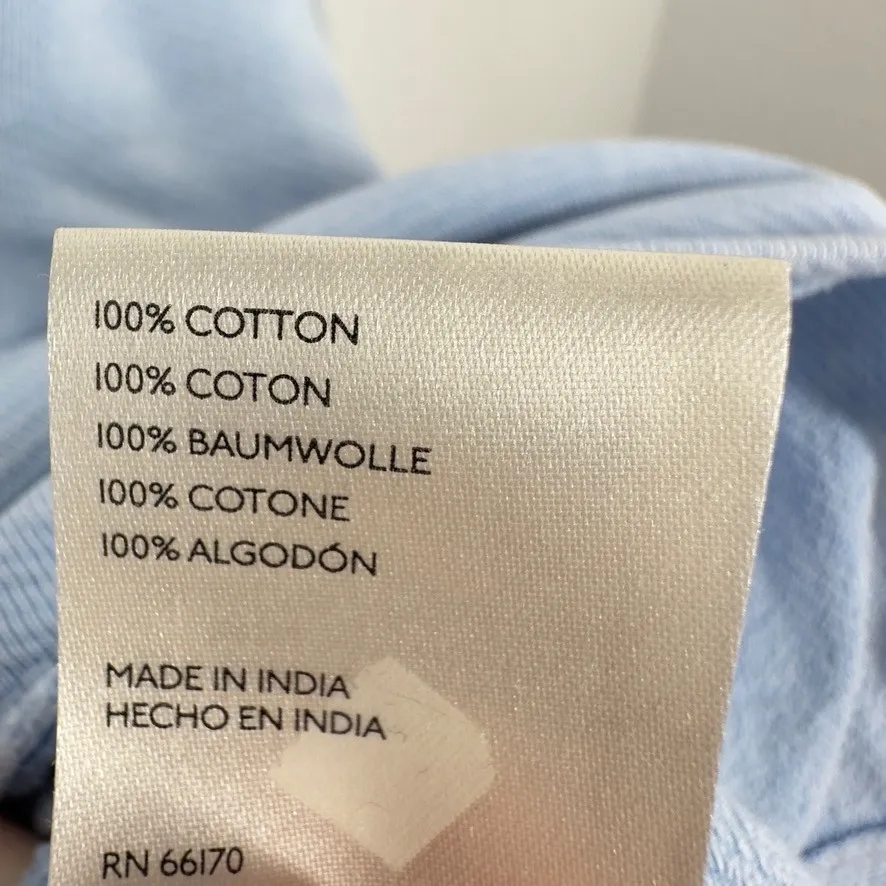 100% COTTON
100% COTON
100% BAUMWOLLE
100% COTONE
100% ALGODÓN
MADE IN INDIA
HECHO EN INDIA
RN 66170